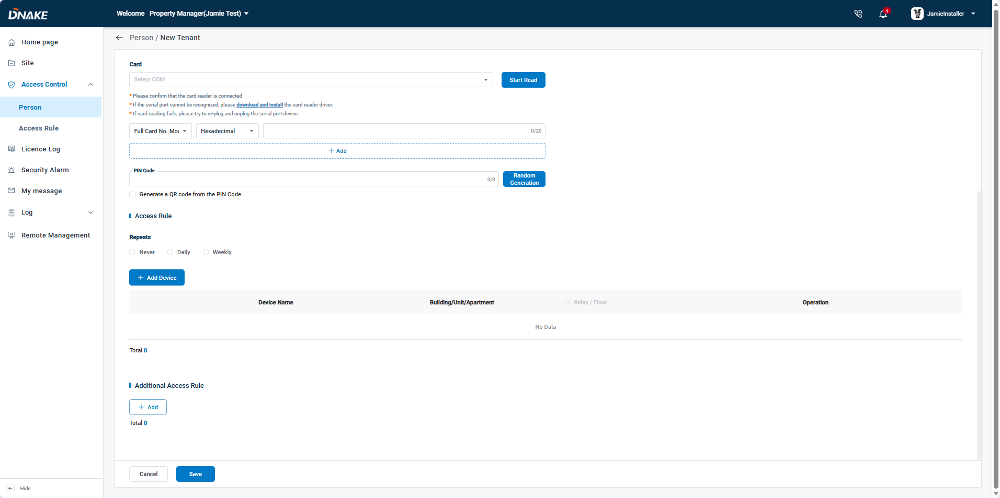 DNAKE
Welcome Property Manager(Jamie Test)
1
JamieInstaller
Home page
Site
Access Control
Person
Access Rule
Licence Log
Security Alarm
My message
Log
Remote Management
Hide
Person / New Tenant
Card
Select COM
Start Read
* Please confirm that the card reader is connected
* If the serial port cannot be recognized, please download and install the card reader driver.
* If card reading fails, please try to re-plug and unplug the serial port device.
Full Card No. Mo
Hexadecimal
0/20
+ Add
PIN Code
0/8
Random
Generation
Generate a QR code from the PIN Code
Access Rule
Repeats
Never
Daily
Weekly
+ Add Device
Device Name
Building/Unit/Apartment
Relay / Floor
Operation
No Data
Total 0
Additional Access Rule
+ Add
Total 0
Cancel
Save